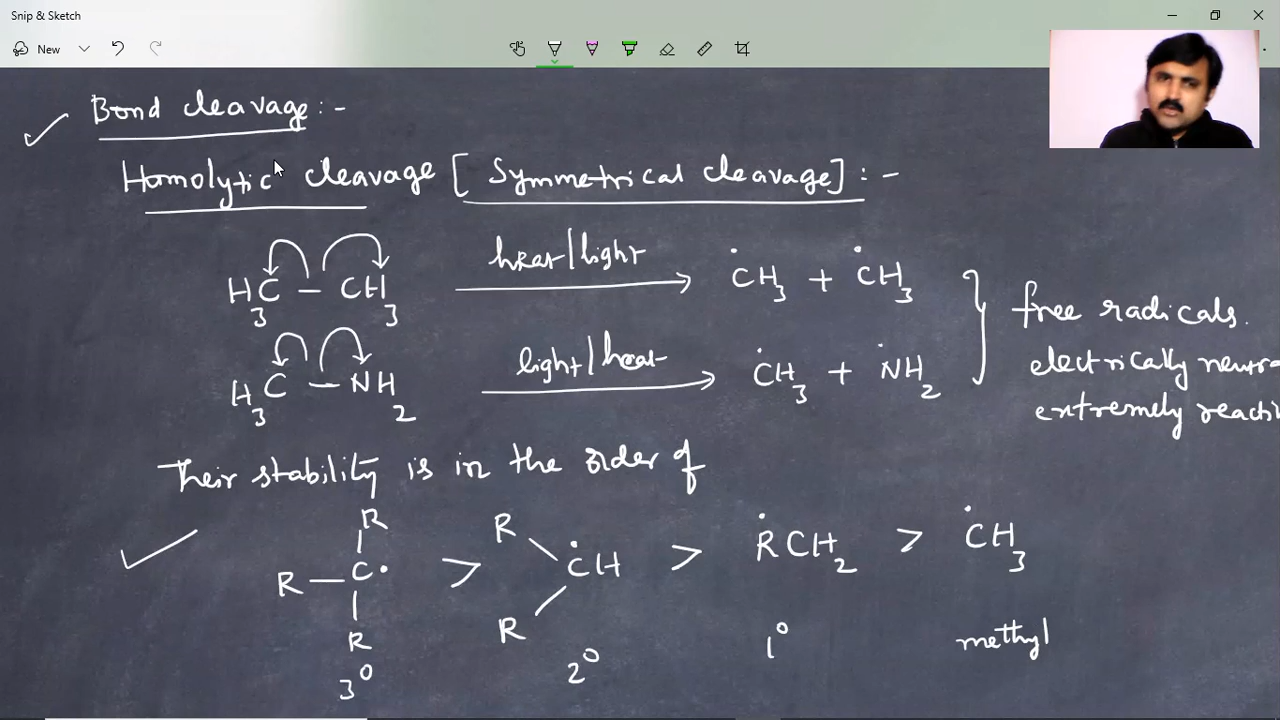 Snip & Sketch
New
Bond cleavage:-
Homolytic cleavage [Symmetrical cleavage]:-
H3C — CH3 heat/light → ĊH3 + ĊH3
free radicals.
H3C — NH2 light/heat → ĊH3 + ṄH2
electrically neutra
extremely reacti
Their stability is in the order of
R
R — C• > R ĊH > ṘCH2 > ĊH3
R R
3° 2° 1° methyl